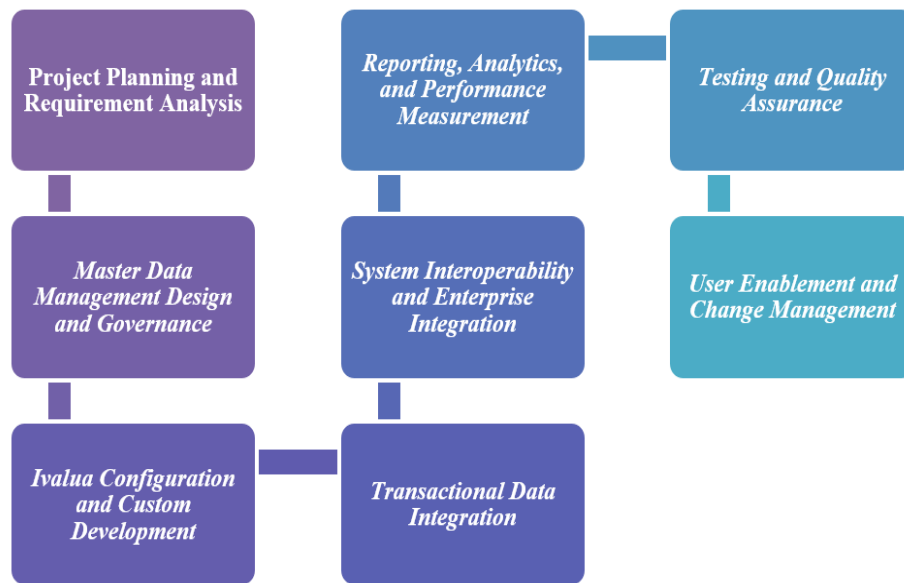 Project Planning and
Requirement Analysis
Master Data
Management Design
and Governance
Ivalua Configuration
and Custom
Development
Transactional Data
Integration
System Interoperability
and Enterprise
Integration
Reporting, Analytics,
and Performance
Measurement
Testing and Quality
Assurance
User Enablement and
Change Management